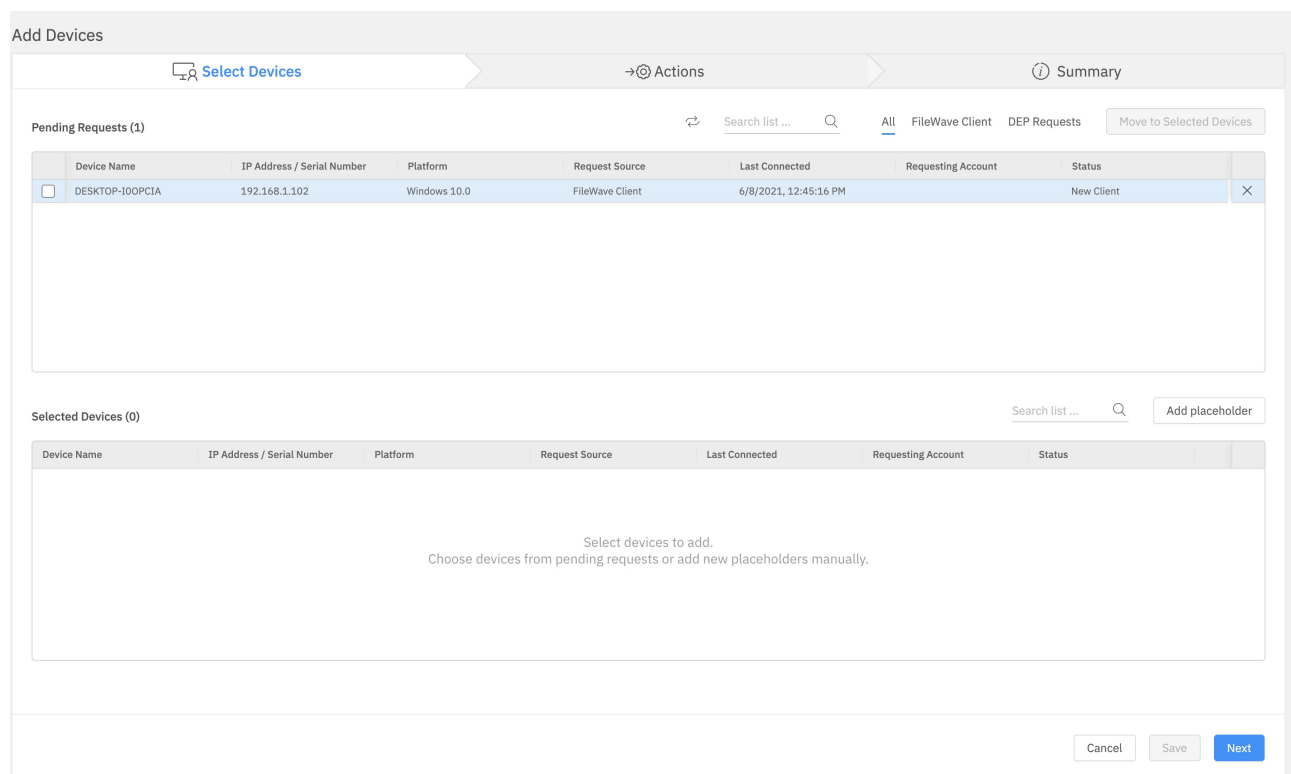 Add Devices
Select Devices
Actions
Summary
Pending Requests (1)
Search list ...
All FileWave Client DEP Requests
Move to Selected Devices
Device Name IP Address / Serial Number Platform Request Source Last Connected Requesting Account Status
DESKTOP-I0OPCIA 192.168.1.102 Windows 10.0 FileWave Client 6/8/2021, 12:45:16 PM New Client
Selected Devices (0)
Search list ...
Add placeholder
Device Name IP Address / Serial Number Platform Request Source Last Connected Requesting Account Status
Select devices to add.
Choose devices from pending requests or add new placeholders manually.
Cancel Save Next